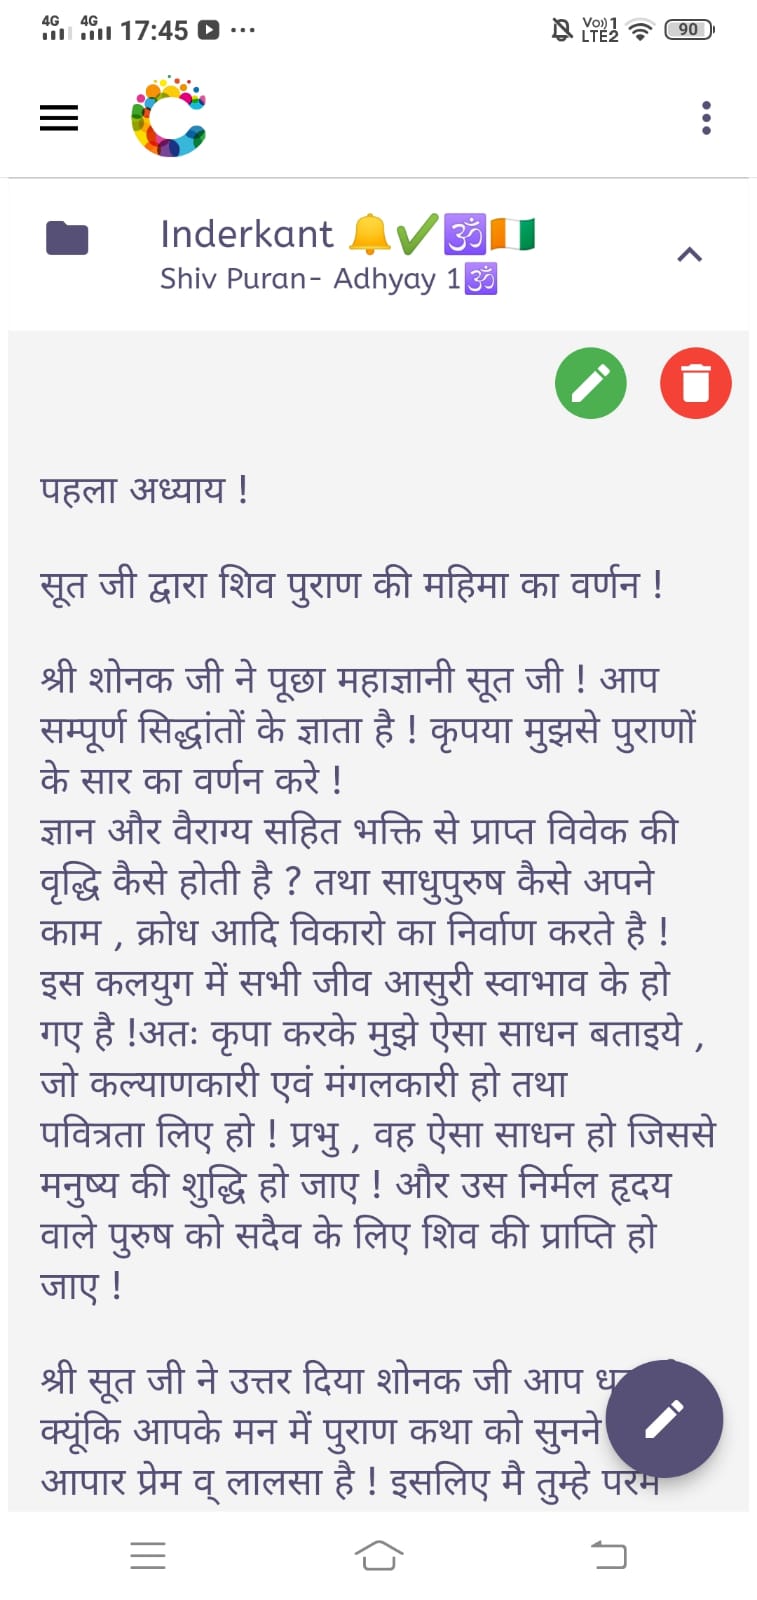 4G 4G 17:45 ...
Vo)) 1
LTE2
90
Inderkant 🔔✔🕉🇨🇮
Shiv Puran- Adhyay 1🕉
पहला अध्याय !
सूत जी द्वारा शिव पुराण की महिमा का वर्णन !
श्री शोनक जी ने पूछा महाज्ञानी सूत जी ! आप
सम्पूर्ण सिद्धांतों के ज्ञाता है ! कृपया मुझसे पुराणों
के सार का वर्णन करे !
ज्ञान और वैराग्य सहित भक्ति से प्राप्त विवेक की
वृद्धि कैसे होती है ? तथा साधुपुरुष कैसे अपने
काम , क्रोध आदि विकारो का निर्वाण करते है !
इस कलयुग में सभी जीव आसुरी स्वाभाव के हो
गए है !अतः कृपा करके मुझे ऐसा साधन बताइये ,
जो कल्याणकारी एवं मंगलकारी हो तथा
पवित्रता लिए हो ! प्रभु , वह ऐसा साधन हो जिससे
मनुष्य की शुद्धि हो जाए ! और उस निर्मल हृदय
वाले पुरुष को सदैव के लिए शिव की प्राप्ति हो
जाए !
श्री सूत जी ने उत्तर दिया शोनक जी आप
क्यूंकि आपके मन में पुराण कथा को सुनने
आपार प्रेम व् लालसा है ! इसलिए मै तुम्हे परम